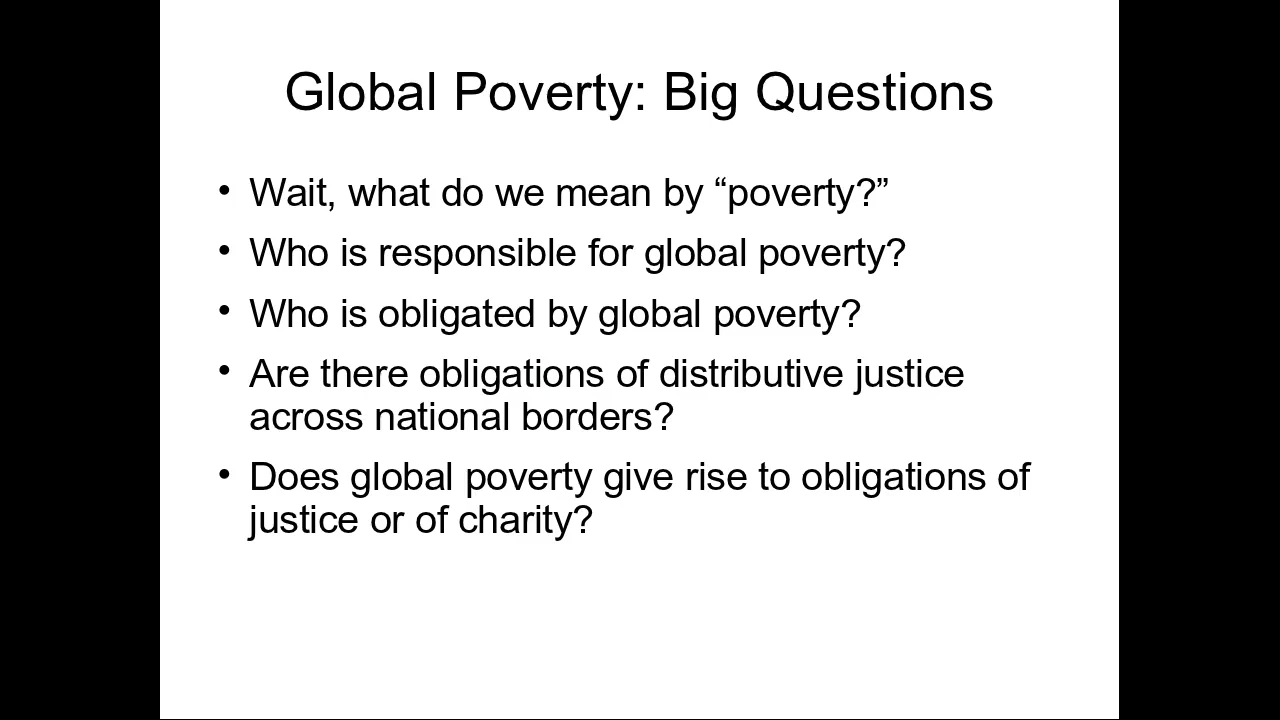 Global Poverty: Big Questions
• Wait, what do we mean by “poverty?”
• Who is responsible for global poverty?
• Who is obligated by global poverty?
• Are there obligations of distributive justice
across national borders?
• Does global poverty give rise to obligations of
justice or of charity?